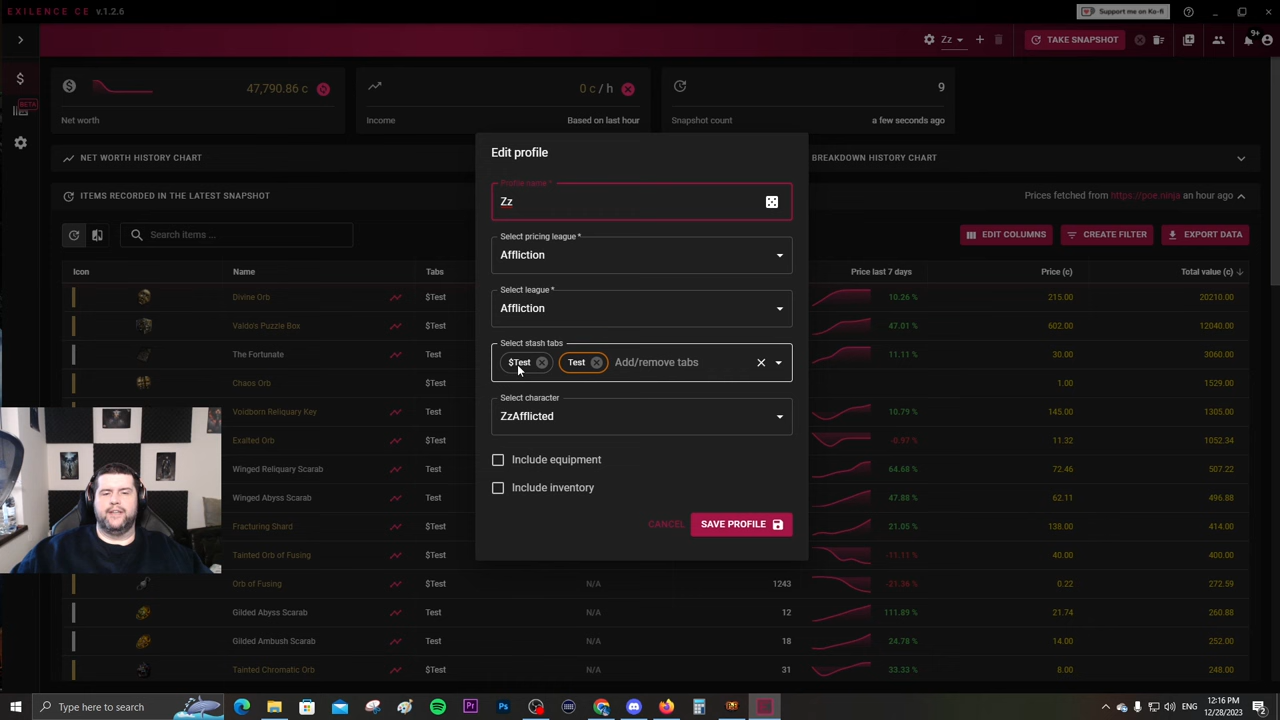 EXILENCE CE v.1.2.6
Support me on Ko-fi
Zz
TAKE SNAPSHOT
9+
BETA
47,790.86 c
Net worth
0 c / h
Income
Based on last hour
9
Snapshot count
a few seconds ago
NET WORTH HISTORY CHART
BREAKDOWN HISTORY CHART
ITEMS RECORDED IN THE LATEST SNAPSHOT
Prices fetched from https://poe.ninja an hour ago
Search items ...
EDIT COLUMNS
CREATE FILTER
EXPORT DATA
Icon Name Tabs Price last 7 days Price (c) Total value (c)
Divine Orb $Test 10.26 % 215.00 20210.00
Valdo's Puzzle Box $Test 47.01 % 602.00 12040.00
The Fortunate $Test 11.11 % 30.00 3060.00
Chaos Orb $Test 1.00 1529.00
Voidborn Reliquary Key Test 10.79 % 145.00 1305.00
Exalted Orb $Test -0.97 % 11.32 1052.34
Winged Reliquary Scarab Test 64.68 % 72.46 507.22
Winged Abyss Scarab Test 47.88 % 62.11 496.88
Fracturing Shard Test 21.05 % 138.00 414.00
Tainted Orb of Fusing Test -11.11 % 40.00 400.00
Orb of Fusing $Test N/A 1243 -21.36 % 0.22 272.59
Gilded Abyss Scarab Test N/A 12 111.89 % 21.74 260.88
Gilded Ambush Scarab Test N/A 18 24.78 % 14.00 252.00
Tainted Chromatic Orb $Test N/A 31 33.33 % 8.00 248.00
Edit profile
Profile name *
Zz
Select pricing league *
Affliction
Select league *
Affliction
Select stash tabs
$Test Test Add/remove tabs
Select character
ZzAfflicted
Include equipment
Include inventory
CANCEL SAVE PROFILE
Type here to search
12:16 PM
12/28/2023